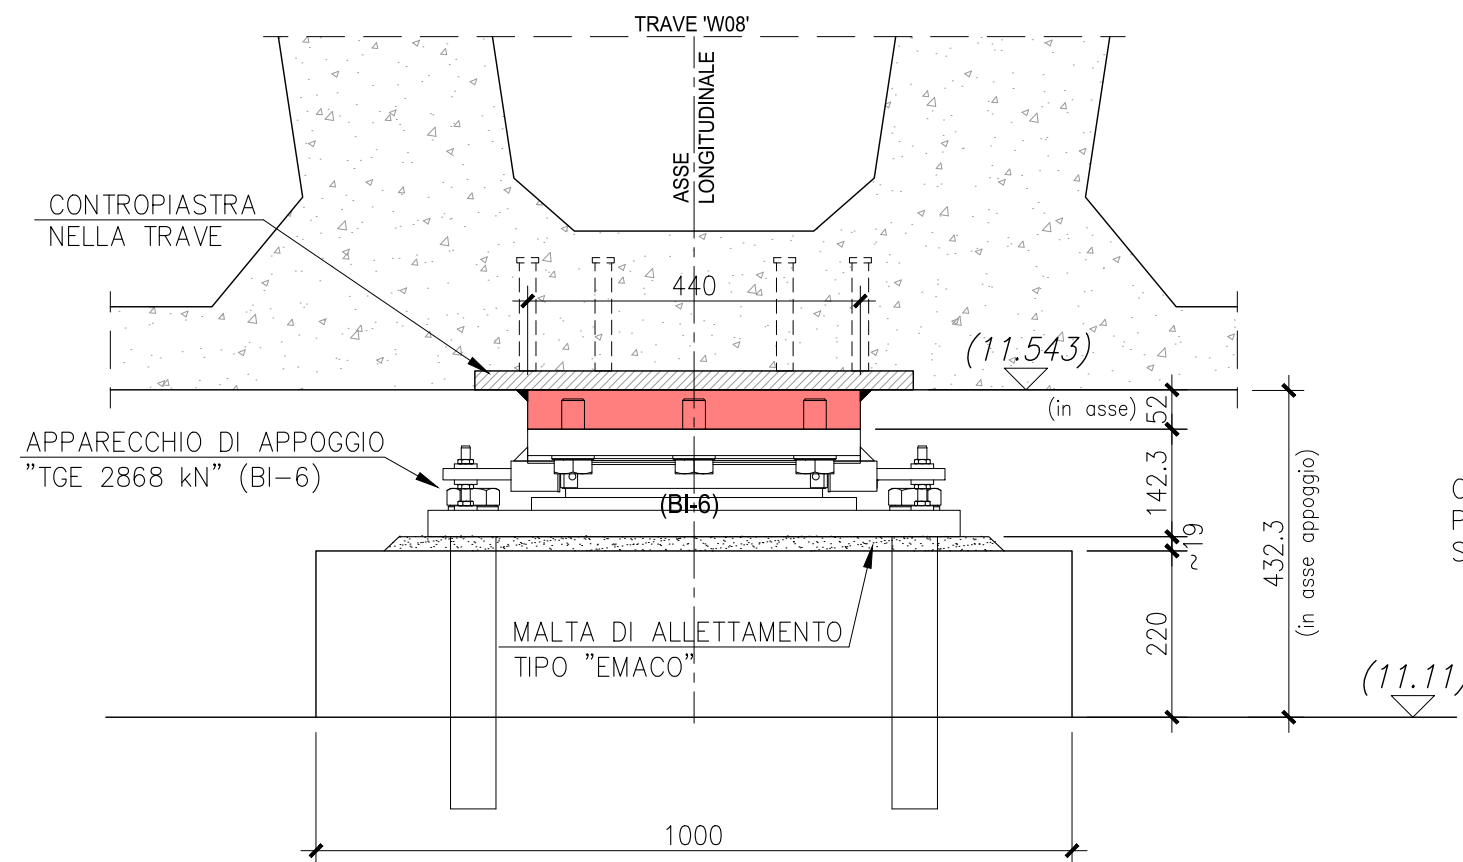 TRAVE 'W08'
ASSE
LONGITUDINALE
CONTROPIASTRA
NELLA TRAVE
440
(11.543)
(in asse)
52
APPARECCHIO DI APPOGGIO
"TGE 2868 kN" (BI-6)
(BI-6)
142.3
~19
432.3
(in asse appoggio)
MALTA DI ALLETTAMENTO
TIPO "EMACO"
220
(11.11)
1000